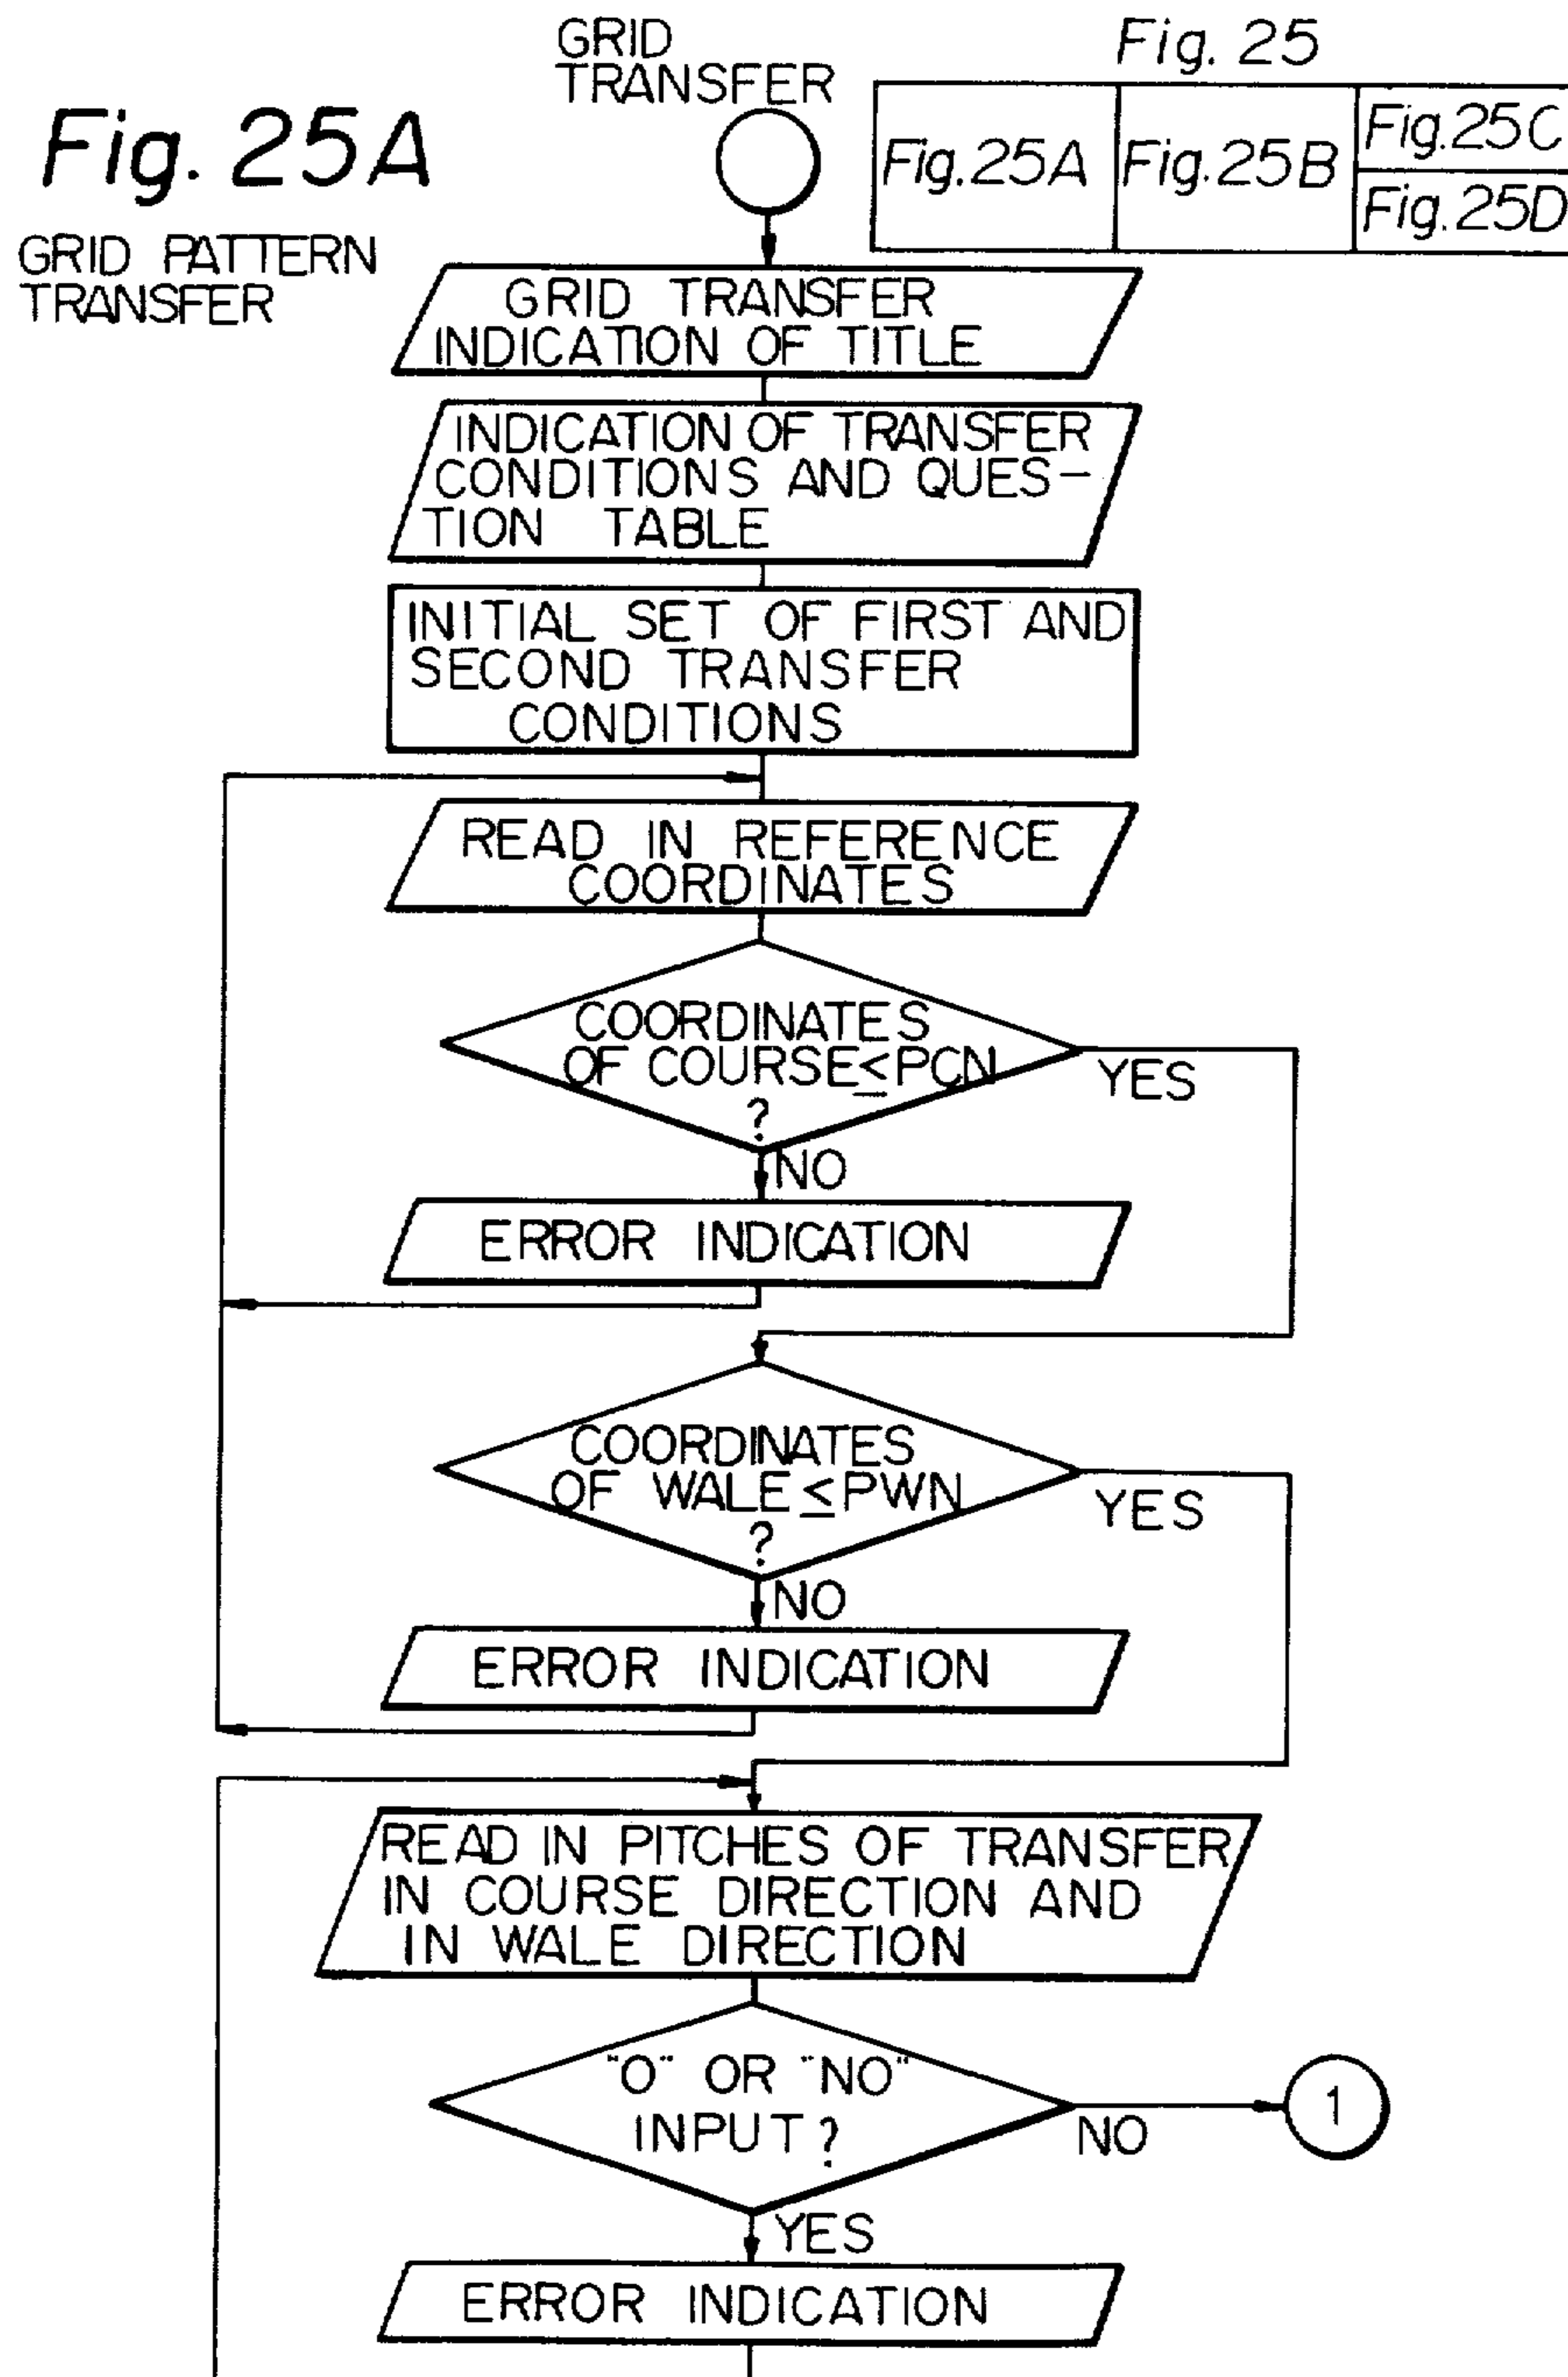 GRID
TRANSFER
Fig. 25
Fig. 25A
Fig.25A
Fig.25B
Fig.25C
Fig.25D
GRID PATTERN
TRANSFER
GRID TRANSFER
INDICATION OF TITLE
INDICATION OF TRANSFER
CONDITIONS AND QUES-
TION TABLE
INITIAL SET OF FIRST AND
SECOND TRANSFER
CONDITIONS
READ IN REFERENCE
COORDINATES
COORDINATES
OF COURSE≤PCN
?
YES
NO
ERROR INDICATION
COORDINATES
OF WALE≤PWN
?
YES
NO
ERROR INDICATION
READ IN PITCHES OF TRANSFER
IN COURSE DIRECTION AND
IN WALE DIRECTION
"O" OR "NO"
INPUT?
NO
1
YES
ERROR INDICATION